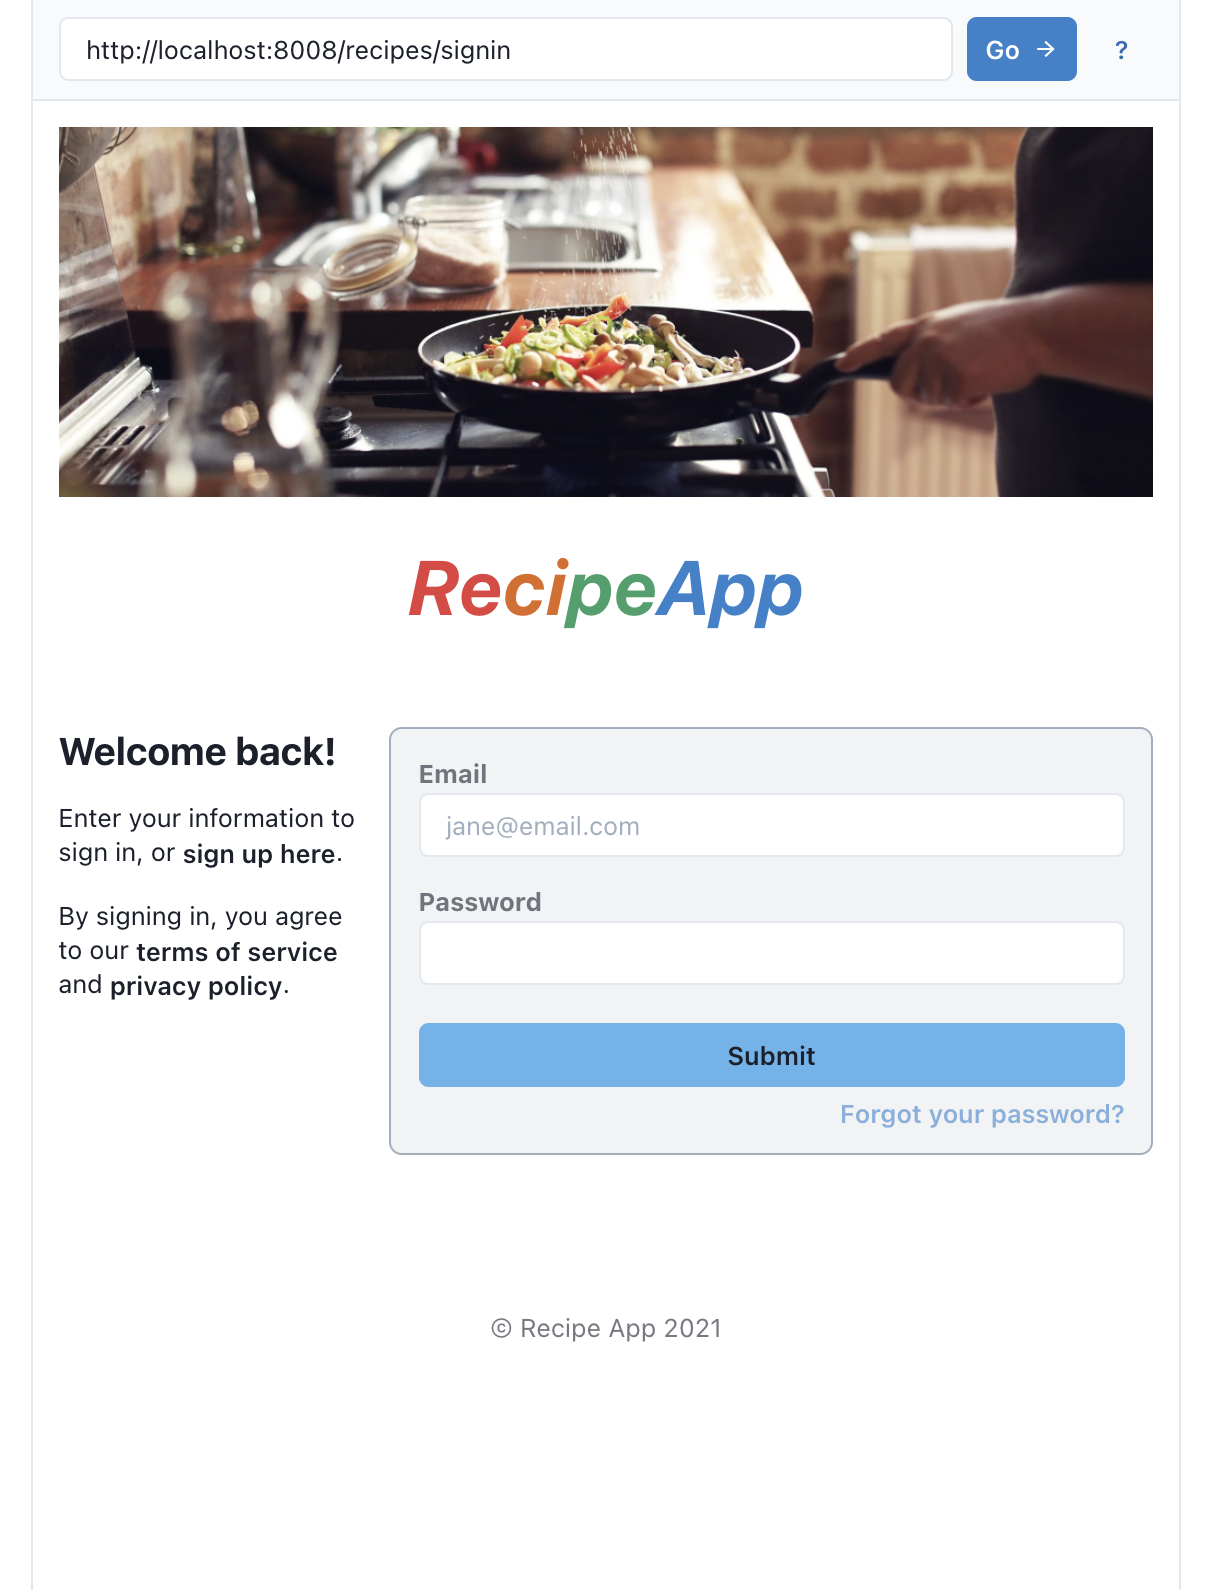 http://localhost:8008/recipes/signin
Go →
?
RecipeApp
Welcome back!
Enter your information to
sign in, or sign up here.
By signing in, you agree
to our terms of service
and privacy policy.
Email
jane@email.com
Password
Submit
Forgot your password?
© Recipe App 2021